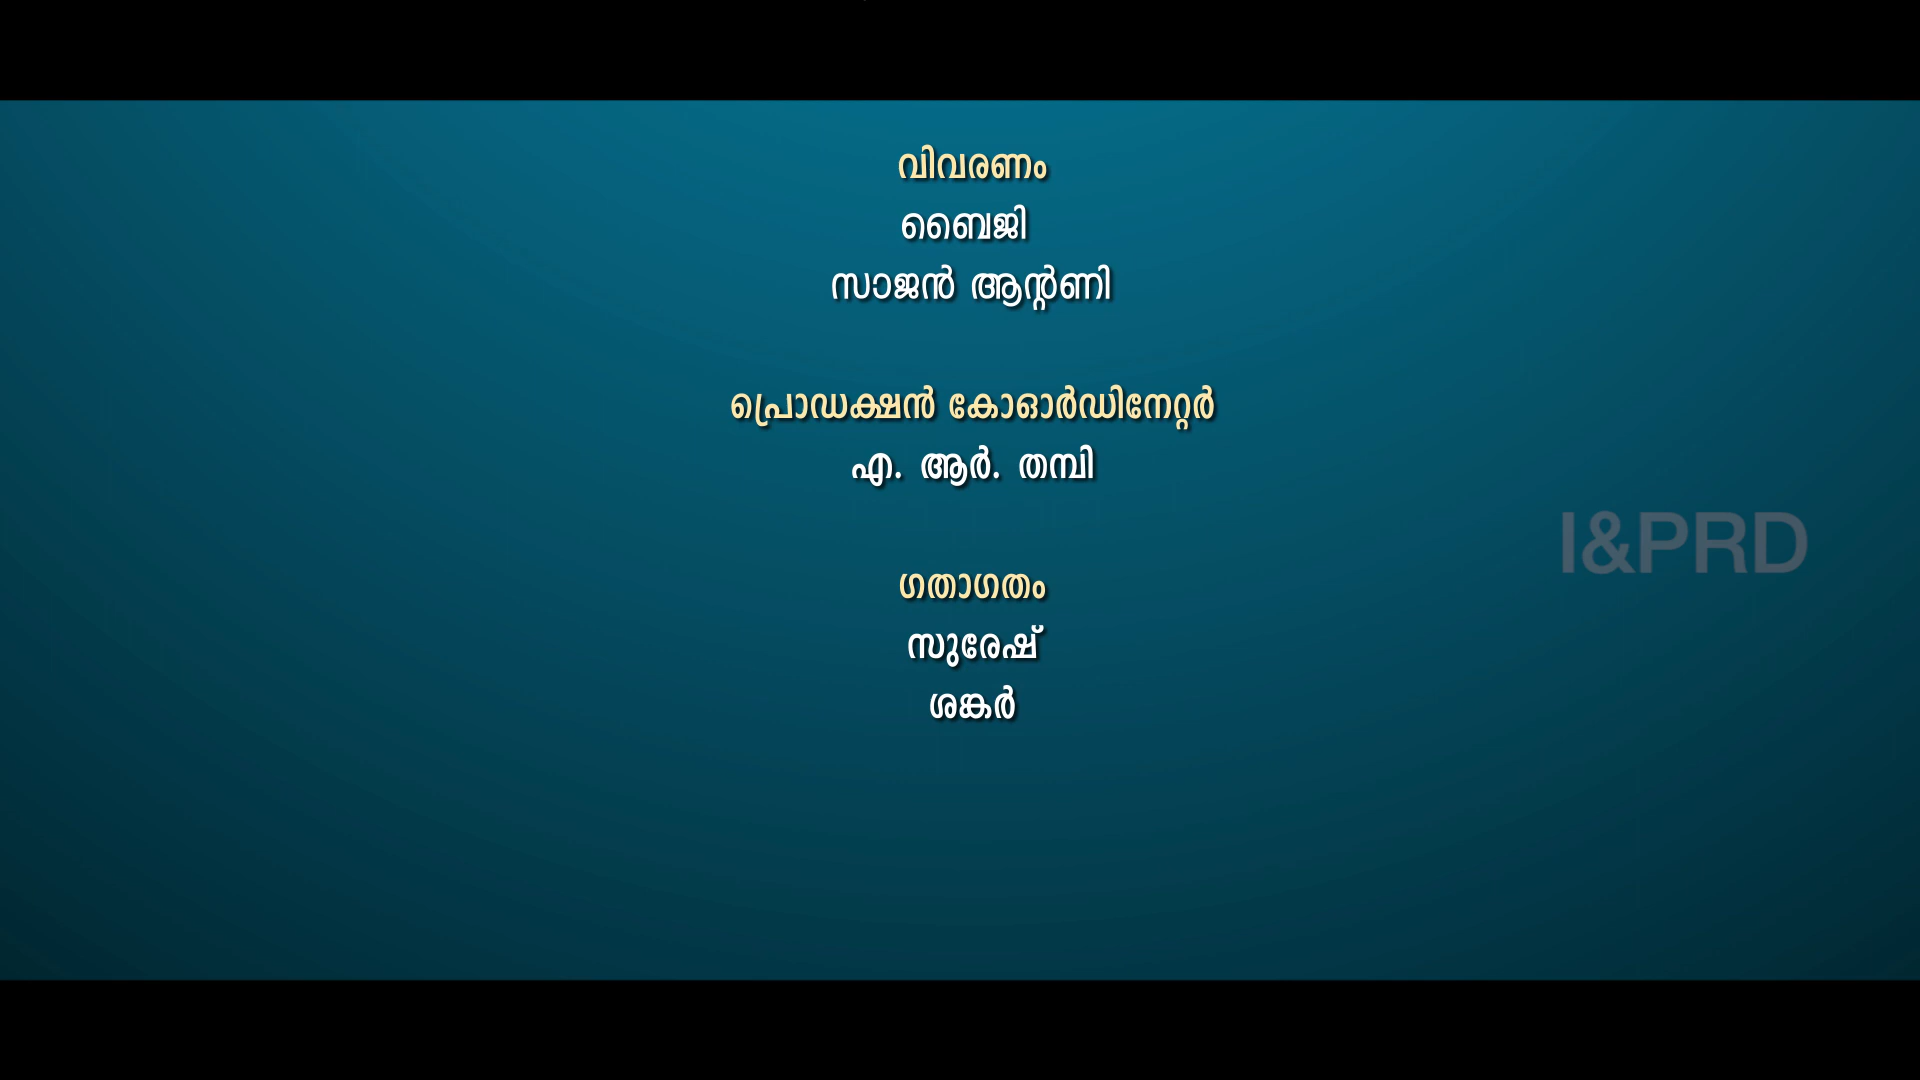 വിവരണം
ബൈജി
സാജൻ ആന്റണി
പ്രൊഡക്ഷൻ കോഓർഡിനേറ്റർ
എ. ആർ. തമ്പി
I&PRD
ഗതാഗതം
സുരേഷ്
ശങ്കർ